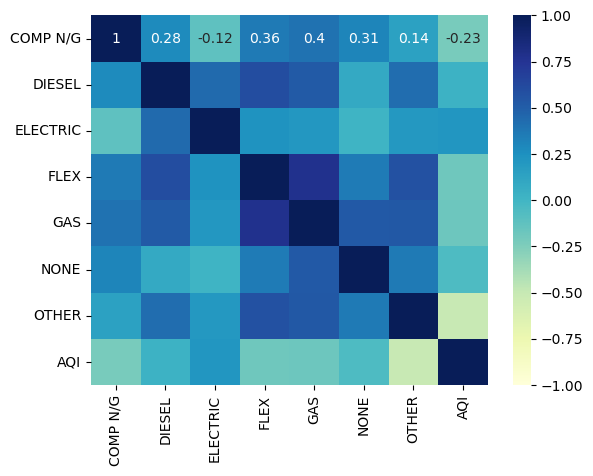 COMP N/G 1 0.28 -0.12 0.36 0.4 0.31 0.14 -0.23
DIESEL
ELECTRIC
FLEX
GAS
NONE
OTHER
AQI
COMP N/G DIESEL ELECTRIC FLEX GAS NONE OTHER AQI
1.00
0.75
0.50
0.25
0.00
−0.25
−0.50
−0.75
−1.00